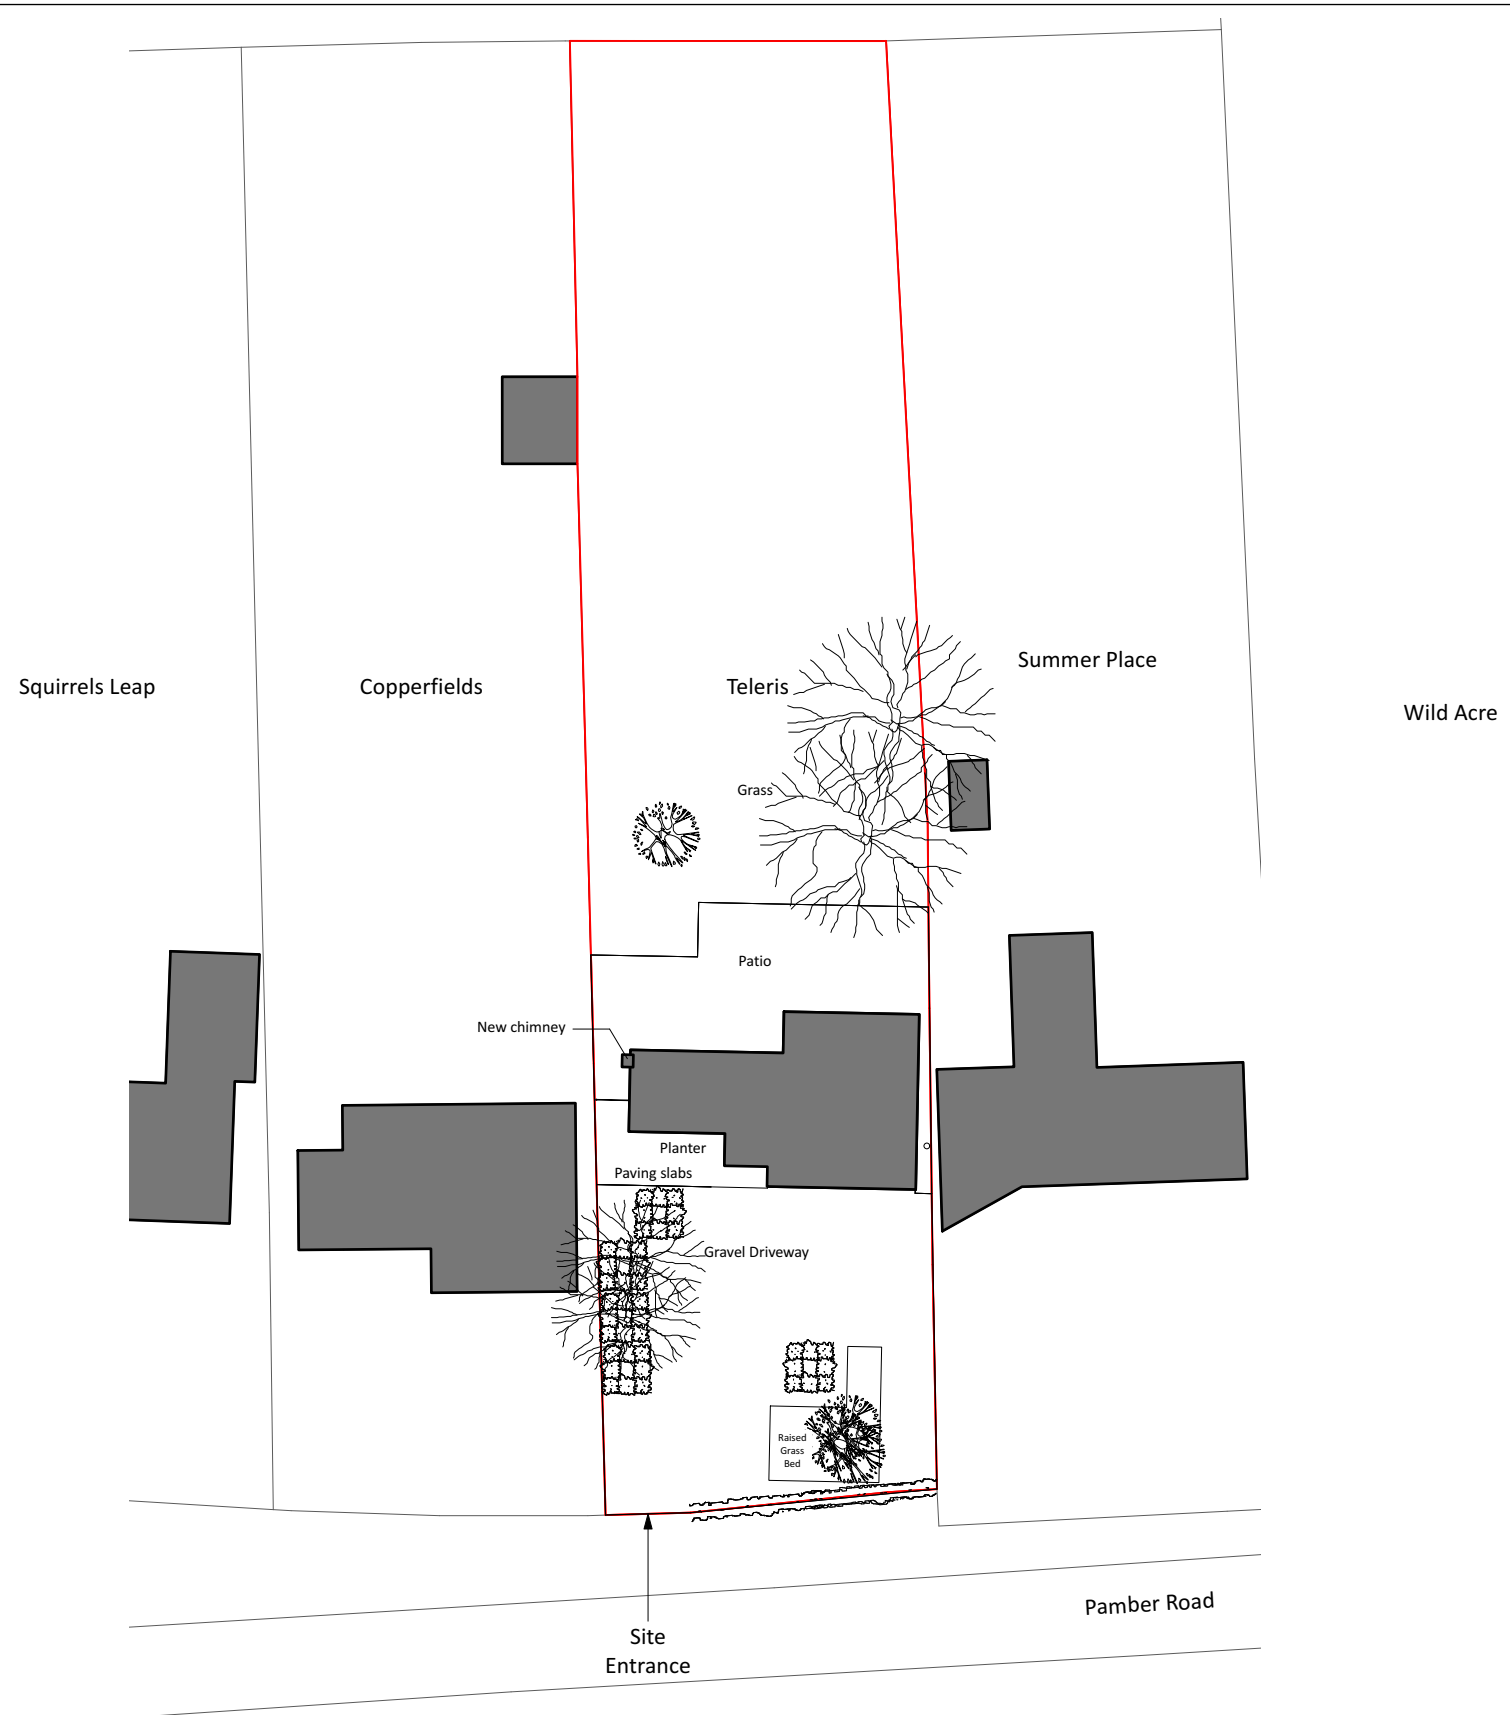 Summer Place
Squirrels Leap
Copperfields
Teleris
Wild Acre
Grass
Patio
New chimney
Planter
Paving slabs
Gravel Driveway
Raised
Grass
Bed
Pamber Road
Site
Entrance